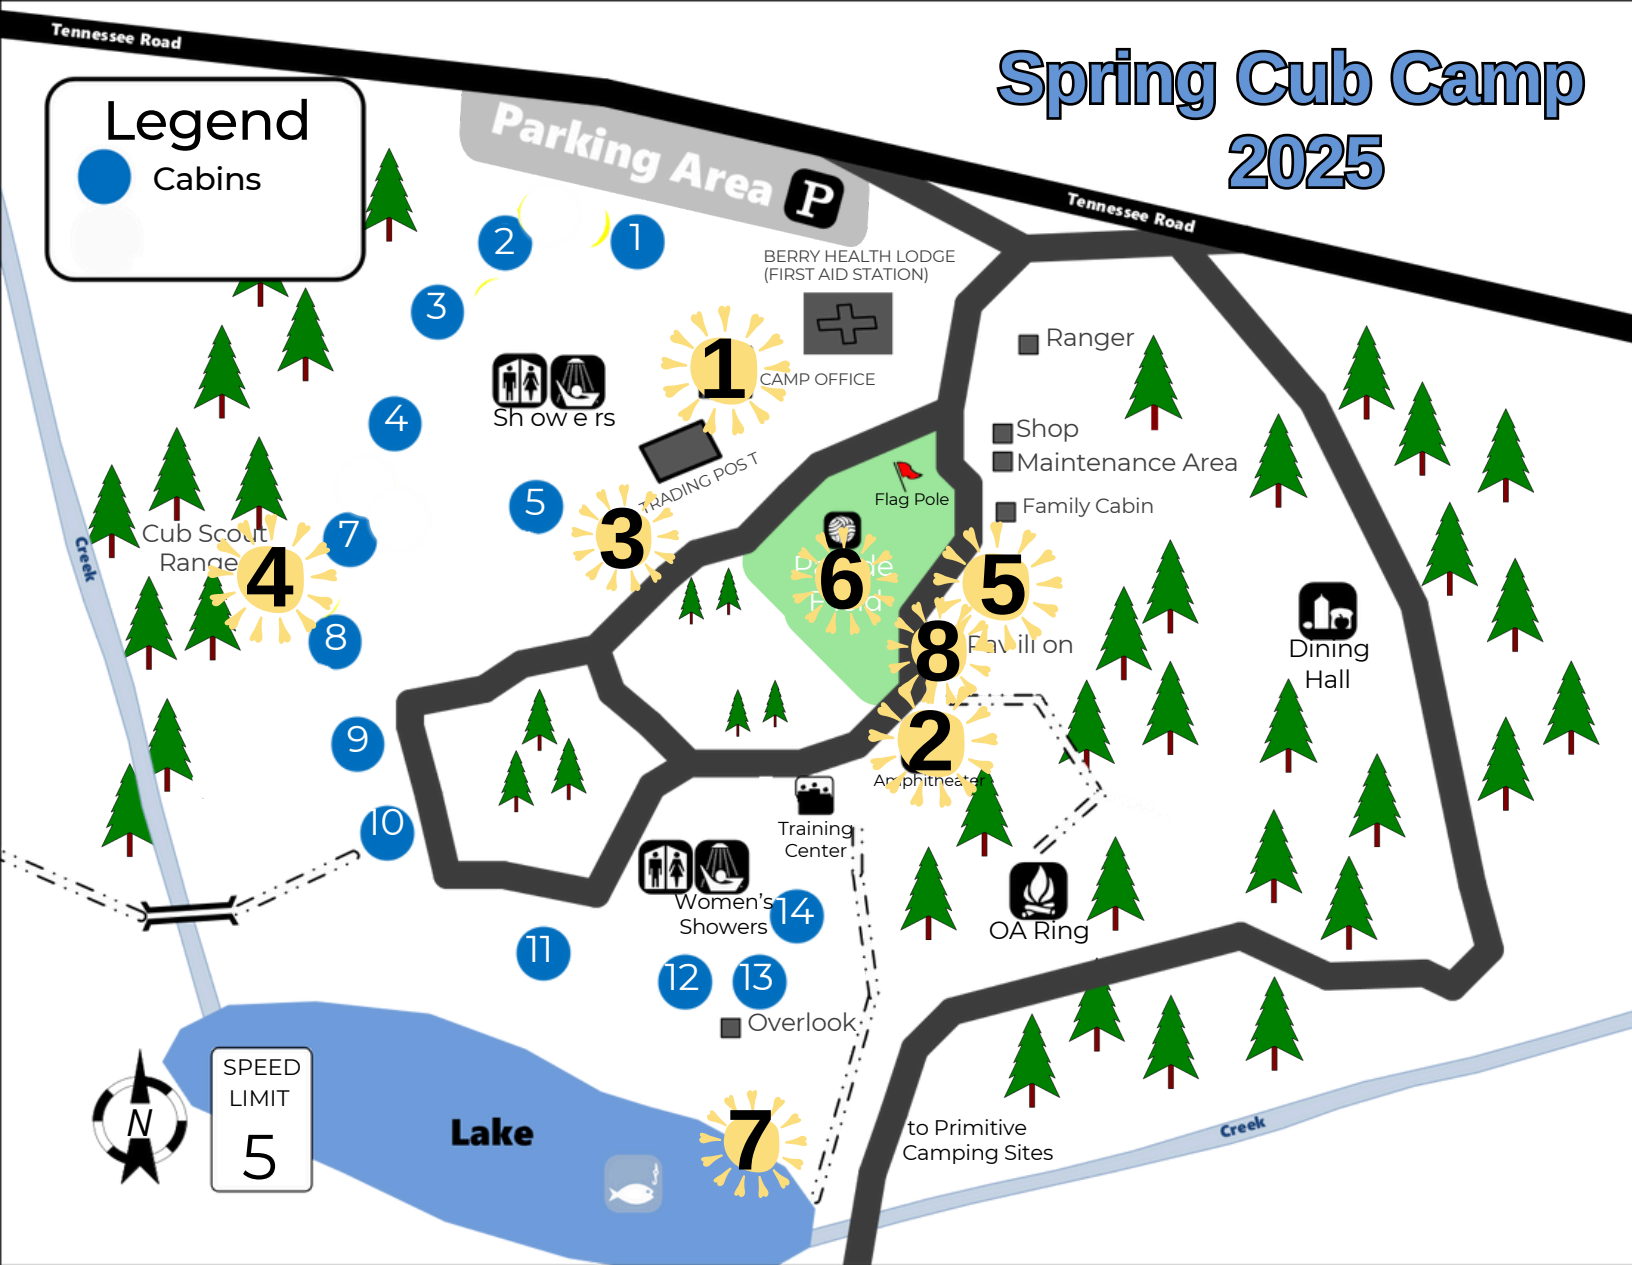 Tennessee Road
Spring Cub Camp
2025
Legend
Cabins
Parking Area P
Tennessee Road
2
1
3
BERRY HEALTH LODGE
(FIRST AID STATION)
Ranger
1
CAMP OFFICE
Showers
4
Shop
Maintenance Area
TRADING POST
Flag Pole
5
Family Cabin
3
Cub Scout
Range
7
4
Creek
6
5
8
8
Pavilion
Dining
Hall
9
2
Amphitheater
10
Training
Center
Women's
Showers
14
OA Ring
11
12
13
Overlook
SPEED
LIMIT
5
N
Lake
7
to Primitive
Camping Sites
Creek